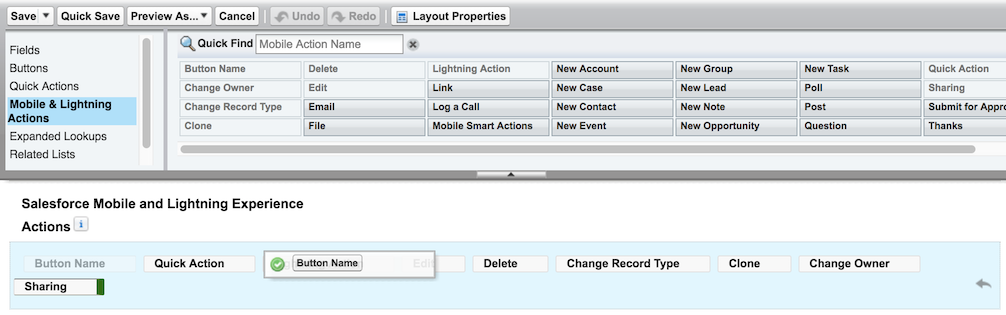 Save Quick Save Preview As... Cancel Undo Redo Layout Properties
Fields
Buttons
Quick Actions
Mobile & Lightning
Actions
Expanded Lookups
Related Lists
Quick Find Mobile Action Name
Button Name Delete Lightning Action New Account New Group New Task Quick Action
Change Owner Edit Link New Case New Lead Poll Sharing
Change Record Type Email Log a Call New Contact New Note Post Submit for Appro
Clone File Mobile Smart Actions New Event New Opportunity Question Thanks
Salesforce Mobile and Lightning Experience
Actions i
Button Name Quick Action Button Name Edit Delete Change Record Type Clone Change Owner
Sharing